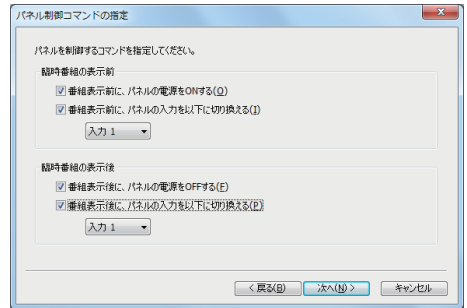 パネル制御コマンドの指定
パネルを制御するコマンドを指定してください。
臨時番組の表示前
番組表示前に、パネルの電源をONする(O)
番組表示前に、パネルの入力を以下に切り換える(I)
入力 1
臨時番組の表示後
番組表示後に、パネルの電源をOFFする(F)
番組表示後に、パネルの入力を以下に切り換える(P)
入力 1
< 戻る(B)　次へ(N) >　キャンセル